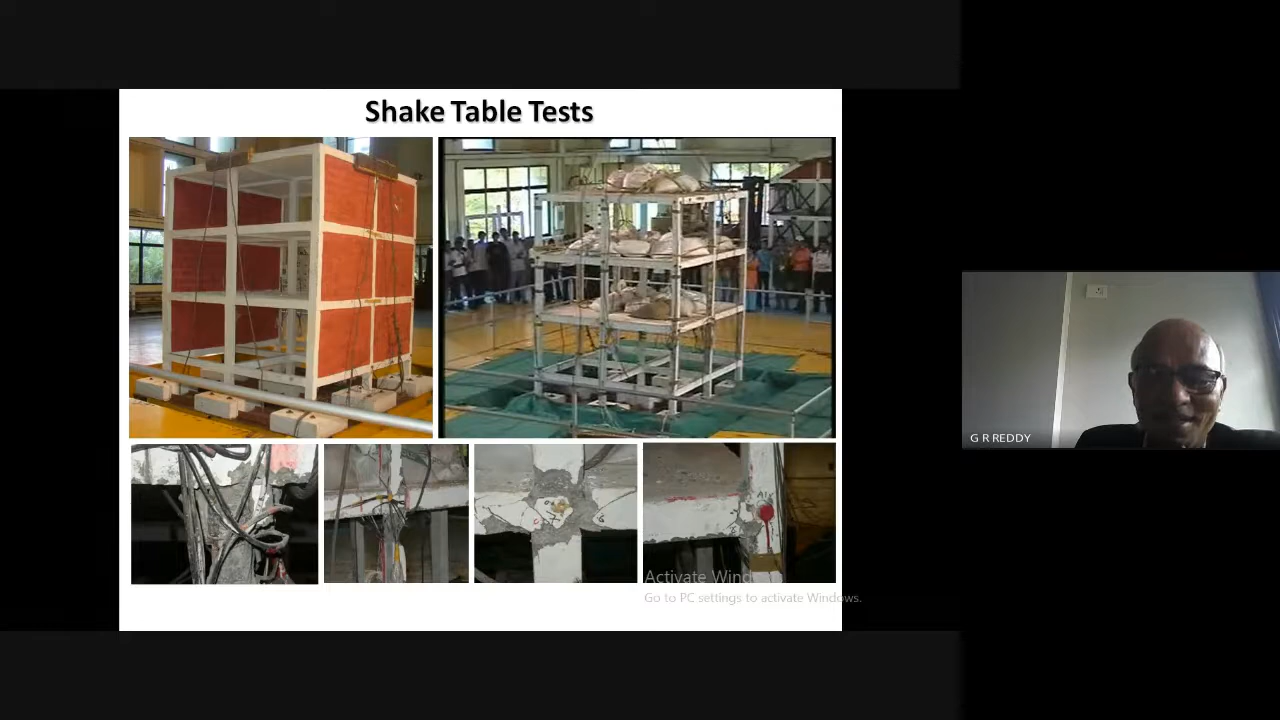 Shake Table Tests
G R REDDY
Activate Wind
Go to PC settings to activate Windows.